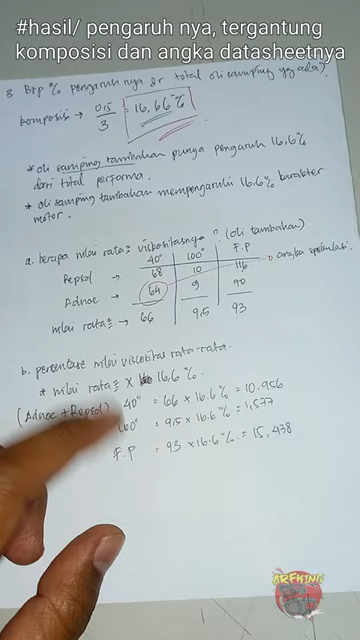 #hasil/ pengaruh nya, tergantung
komposisi dan angka datasheetnya
3 Brp % pengaruh nya dr total oli samping yg ada?
komposisi → 0,5/3 = 16,66%
* oli samping tambahan punya pengaruh 16,6%
dari total performa.
* oli samping tambahan mempengaruhi 16.6% karakter
motor.
a. berapa nilai rata² viskositasnya? (oli tambahan)
40° 100° F.P
Repsol → 68 10 116
angka spekulasi
Adnoc → 64 9 70
nilai rata² → 66 9,5 93
b. persentase nilai viscositas rata-rata.
* nilai rata² x 16,6%.
(Adnoc + Repsol) 40° = 66 x 16.6% = 10.956
100° = 9,5 x 16.6% = 1,577
F.P = 93 x 16.6% = 15,438
ARFKING